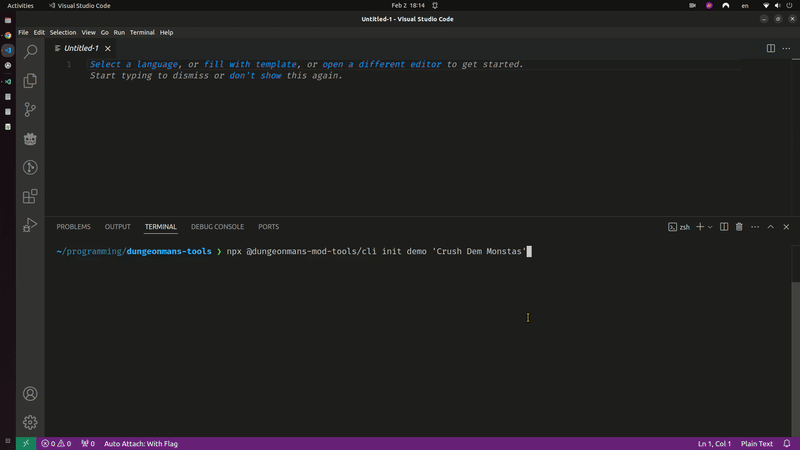 Activities
Visual Studio Code
Feb 2 18:14
en
Untitled-1 - Visual Studio Code
File Edit Selection View Go Run Terminal Help
Untitled-1
1 Select a language, or fill with template, or open a different editor to get started.
Start typing to dismiss or don't show this again.
PROBLEMS OUTPUT TERMINAL DEBUG CONSOLE PORTS
zsh
~/programming/dungeonmans-tools ❯ npx @dungeonmans-mod-tools/cli init demo 'Crush Dem Monstas'
0 0 0 Auto Attach: With Flag Ln 1, Col 1 Plain Text